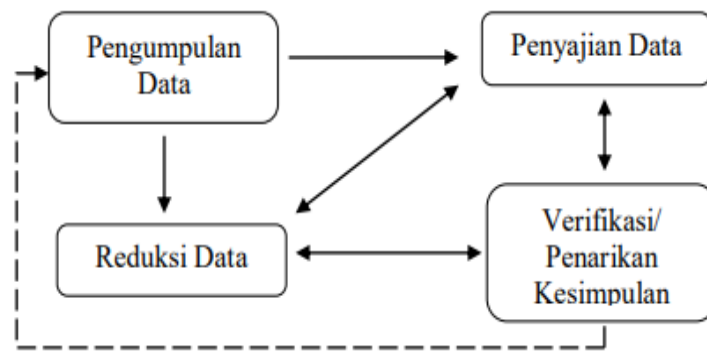 Pengumpulan
Data
Penyajian Data
Reduksi Data
Verifikasi/
Penarikan
Kesimpulan